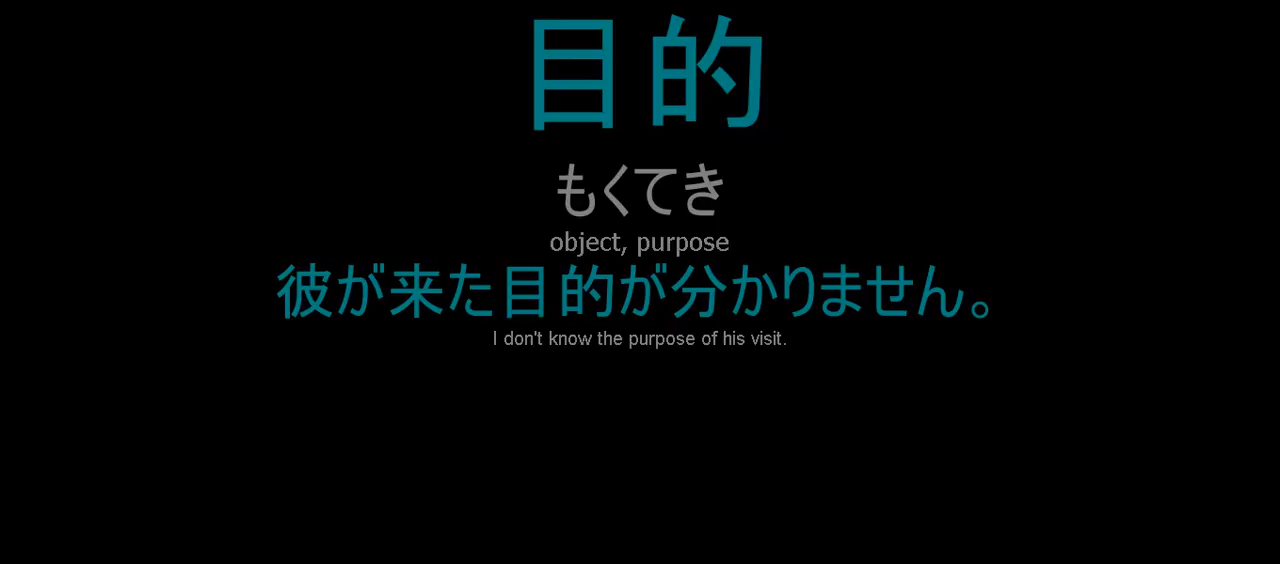 目的
もくてき
object, purpose
彼が来た目的が分かりません。
I don't know the purpose of his visit.